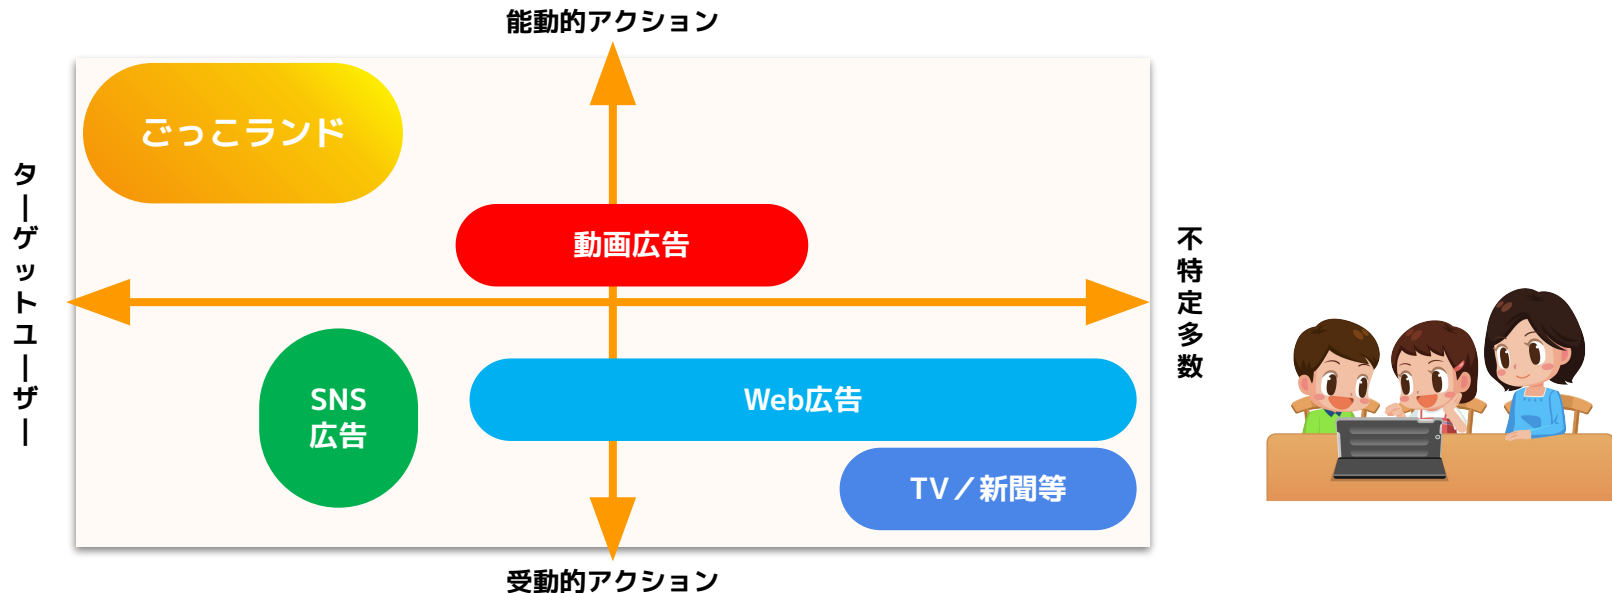 能動的アクション
ごっこランド
ターゲットユーザー
動画広告
不特定多数
SNS
広告
Web広告
TV／新聞等
受動的アクション